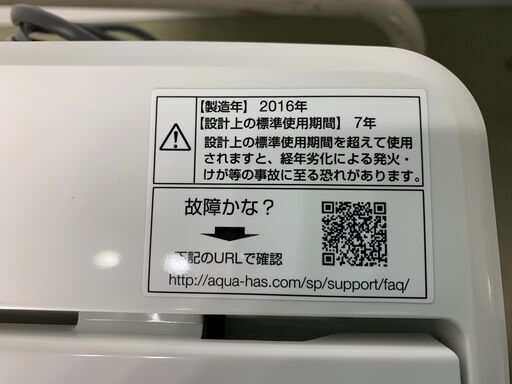 【製造年】 2016年
【設計上の標準使用期間】 7年
設計上の標準使用期間を超えて使用
されますと、経年劣化による発火・
けが等の事故に至る恐れがあります。
故障かな？
下記のURLで確認
http://aqua-has.com/sp/support/faq/